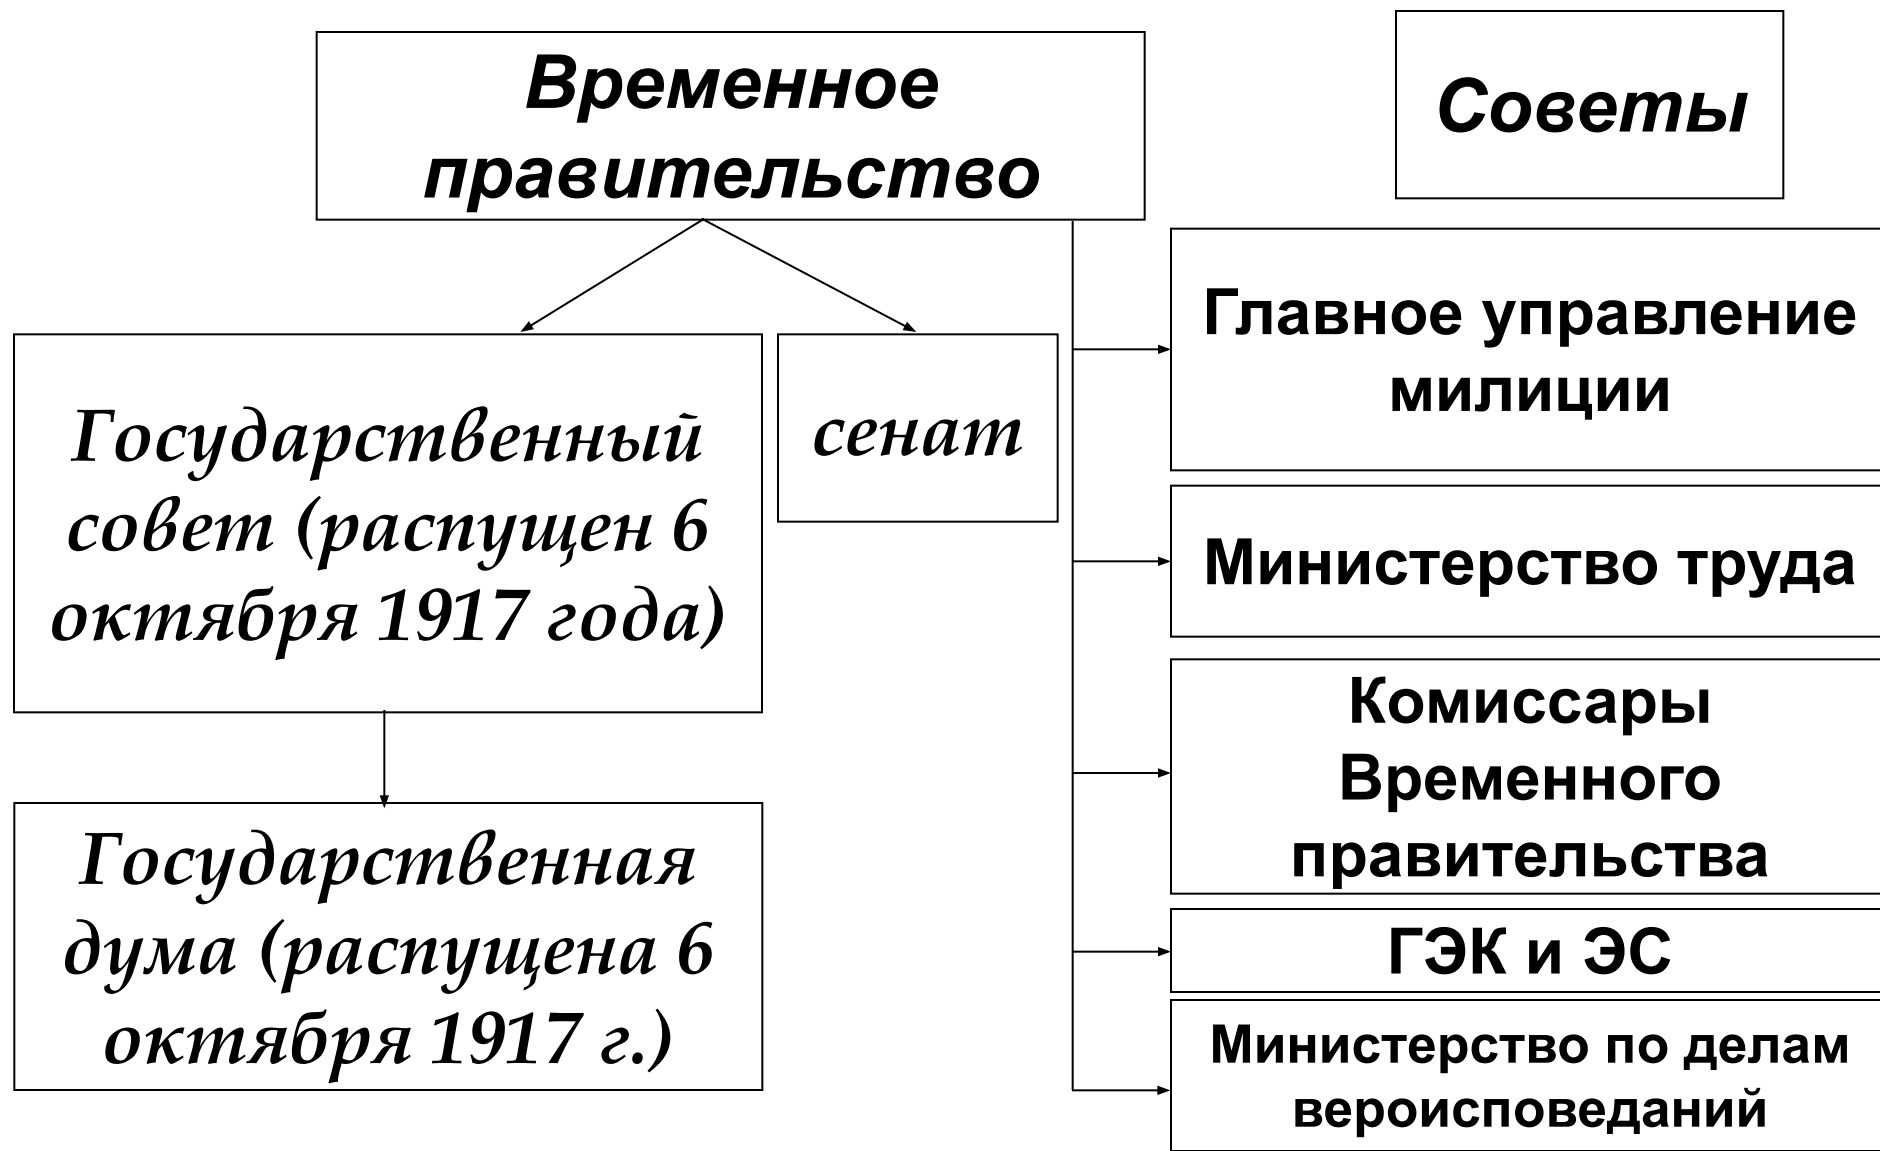 Временное
правительство
Советы
Государственный
совет (распущен 6
октября 1917 года)
сенат
Государственная
дума (распущена 6
октября 1917 г.)
Главное управление
милиции
Министерство труда
Комиссары
Временного
правительства
ГЭК и ЭС
Министерство по делам
вероисповеданий